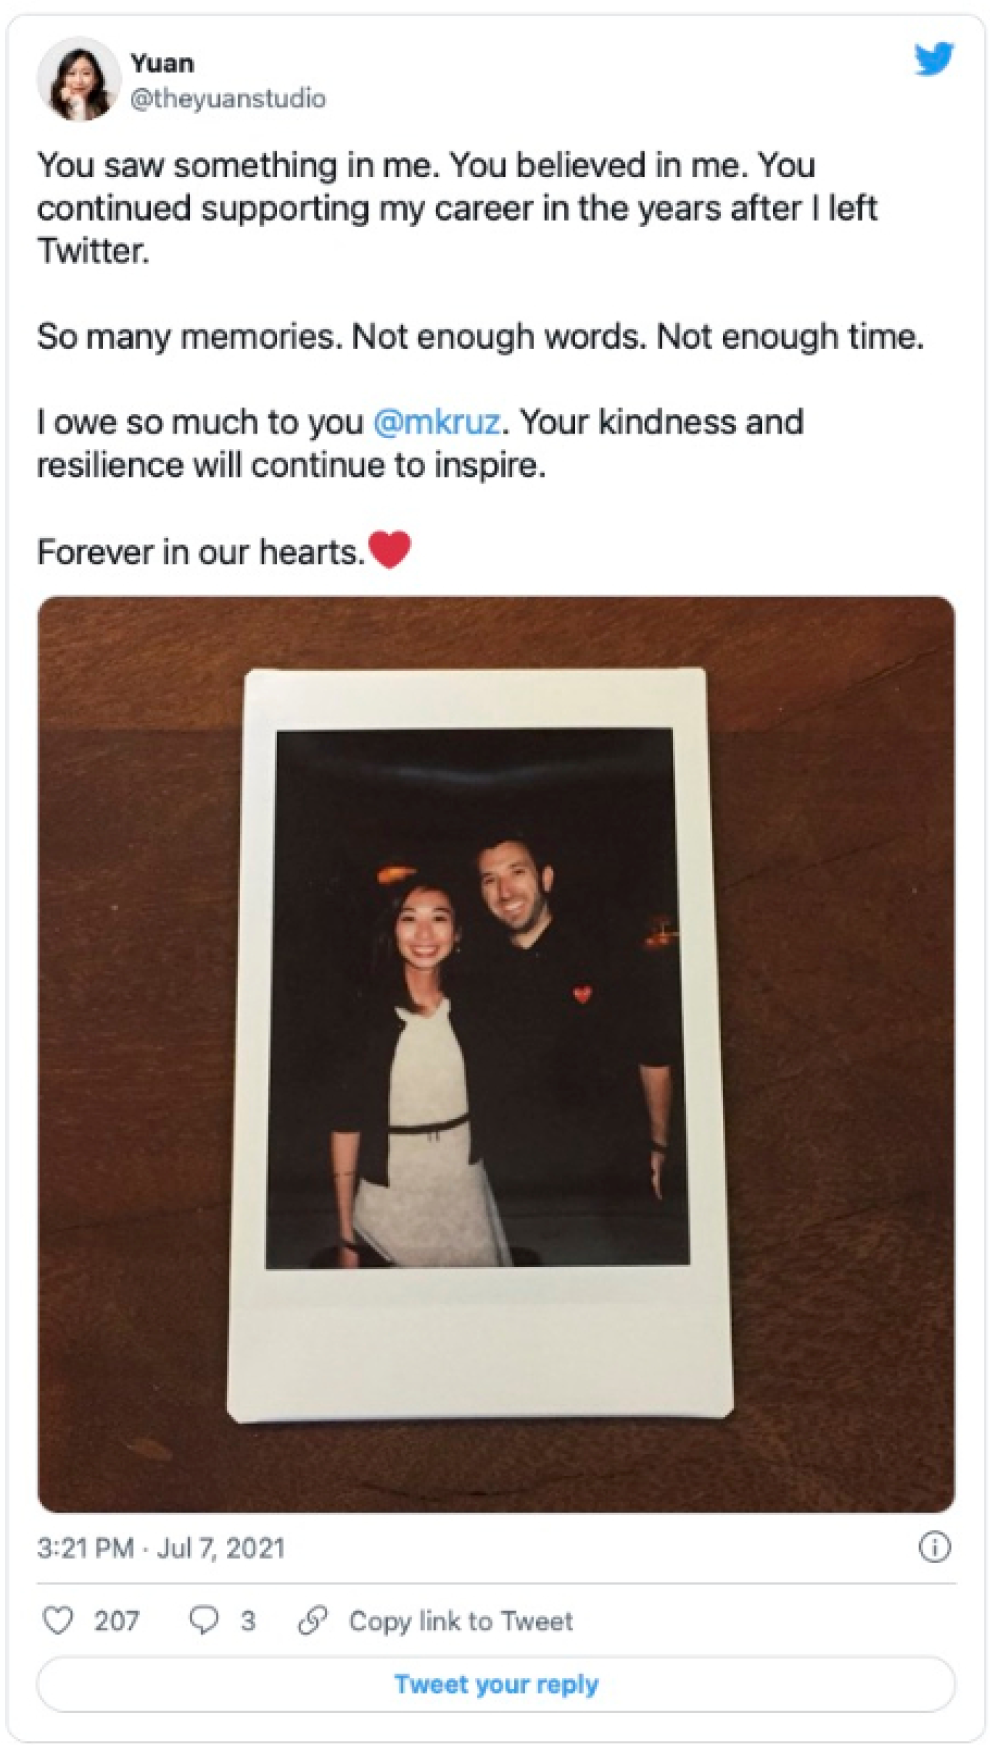 Yuan
@theyuanstudio
You saw something in me. You believed in me. You
continued supporting my career in the years after I left
Twitter.
So many memories. Not enough words. Not enough time.
I owe so much to you @mkruz. Your kindness and
resilience will continue to inspire.
Forever in our hearts.❤️
3:21 PM · Jul 7, 2021
207 3 Copy link to Tweet
Tweet your reply